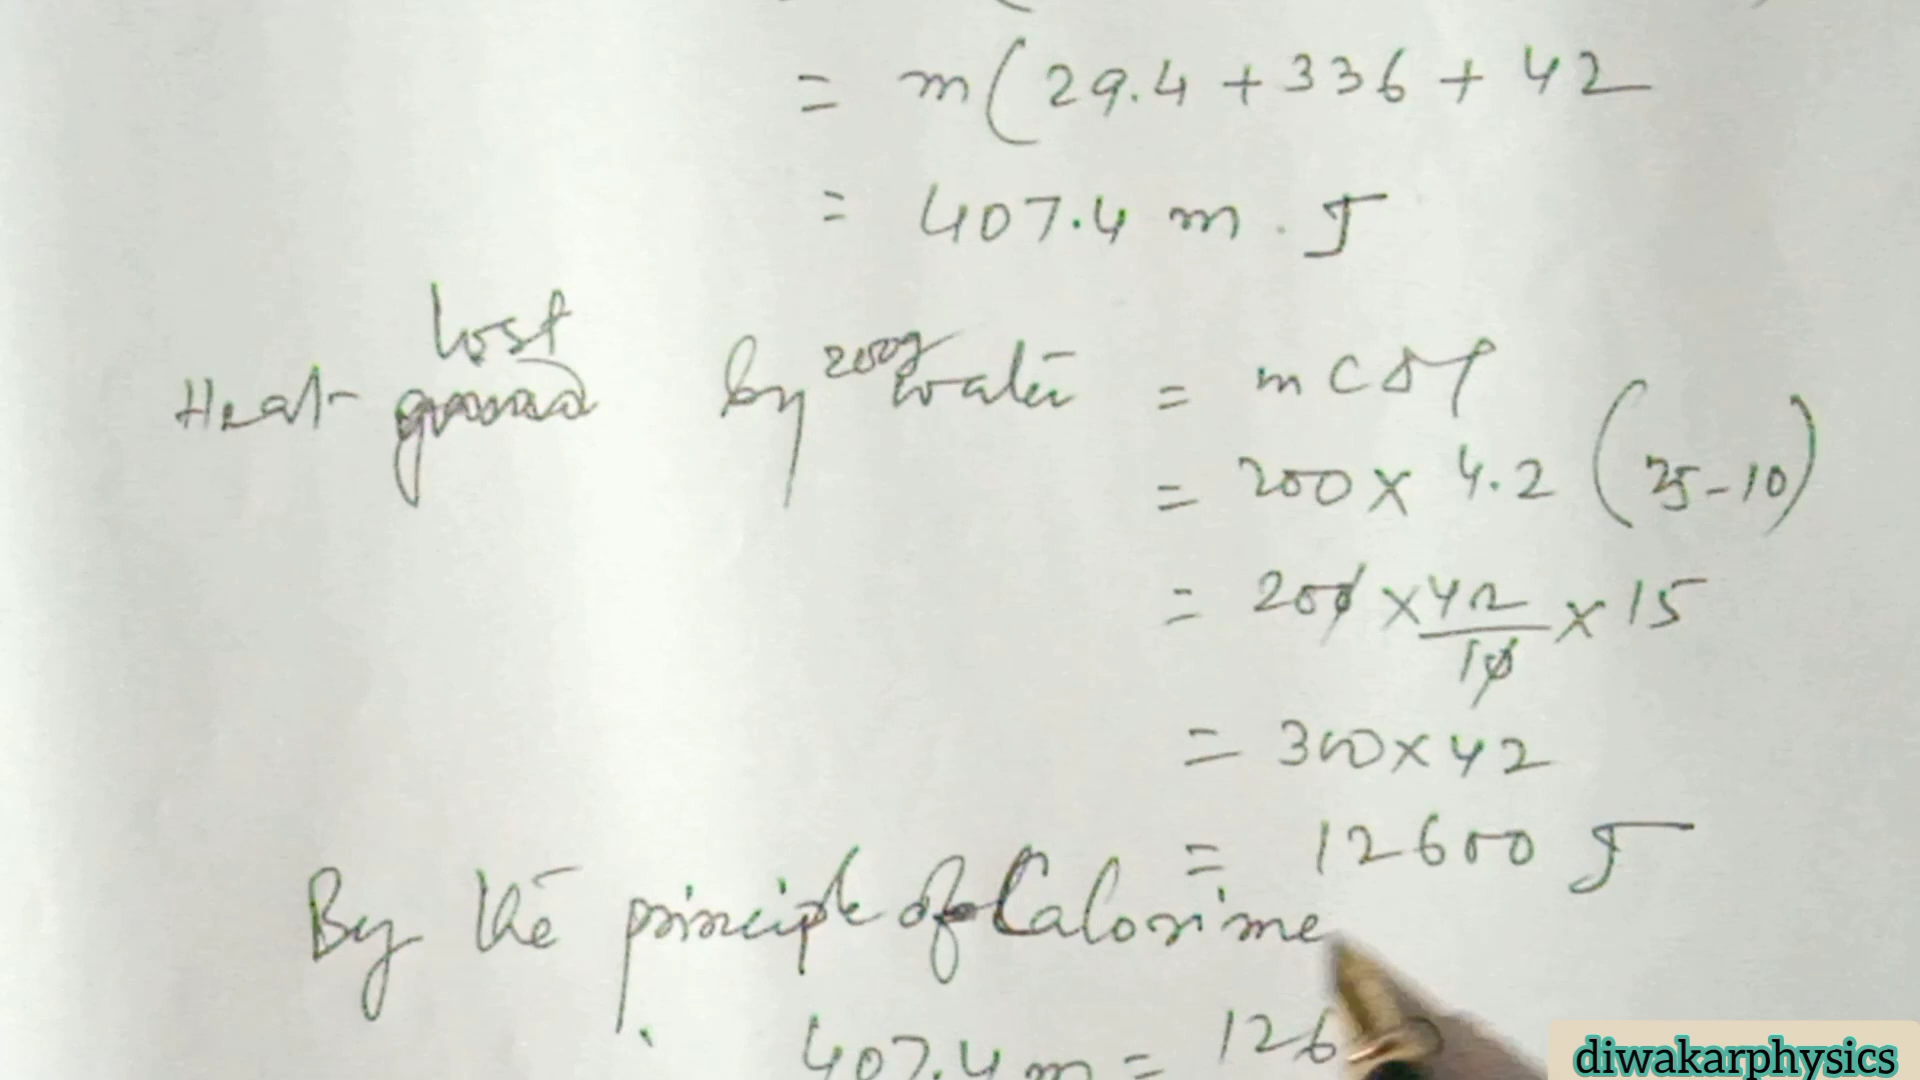 = m(29.4 + 336 + 42
= 407.4 m. J
lost
Heat by 200g water = mCΔT
= 200 × 4.2 (25-10)
= 200 × 42/10 × 15
= 300×42
= 12600 J
By the principle of Calorime
407.4 m = 126
diwakarphysics